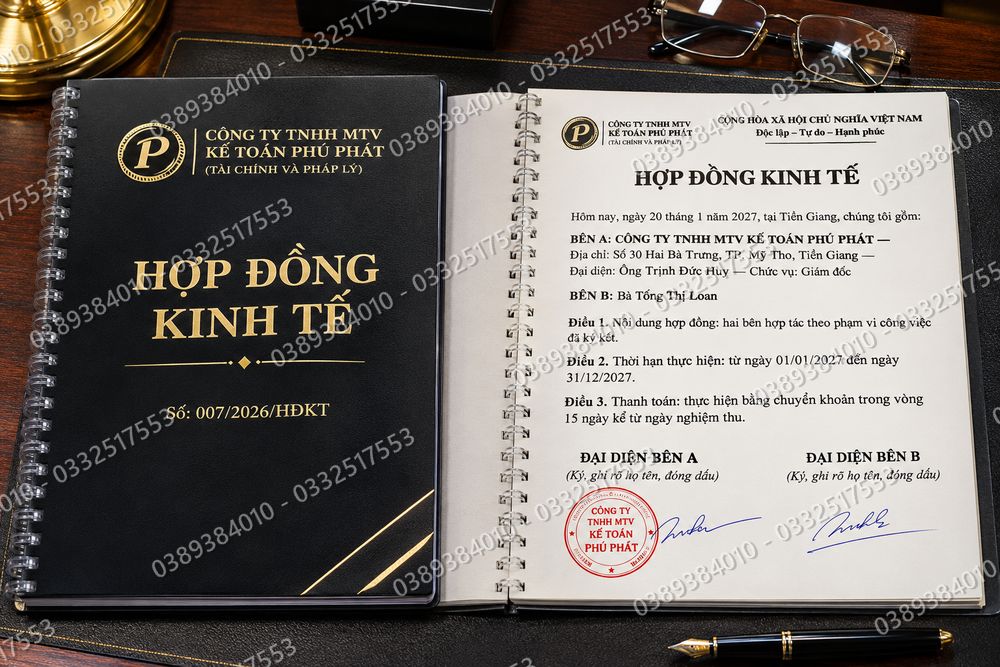 CÔNG TY TNHH MTV
KẾ TOÁN PHÚ PHÁT
(TÀI CHÍNH VÀ PHÁP LÝ)
HỢP ĐỒNG
KINH TẾ
Số: 007/2026/HĐKT
CÔNG TY TNHH MTV
KẾ TOÁN PHÚ PHÁT
(TÀI CHÍNH VÀ PHÁP LÝ)
CỘNG HÒA XÃ HỘI CHỦ NGHĨA VIỆT NAM
Độc lập – Tự do – Hạnh phúc
HỢP ĐỒNG KINH TẾ
Hôm nay, ngày 20 tháng 1 năm 2027, tại Tiền Giang, chúng tôi gồm:
BÊN A: CÔNG TY TNHH MTV KẾ TOÁN PHÚ PHÁT —
Địa chỉ: Số 30 Hai Bà Trưng, TP. Mỹ Tho, Tiền Giang —
Đại diện: Ông Trịnh Đức Huy — Chức vụ: Giám đốc
BÊN B: Bà Tống Thị Loan
Điều 1. Nội dung hợp đồng: hai bên hợp tác theo phạm vi công việc
đã ký kết.
Điều 2. Thời hạn thực hiện: từ ngày 01/01/2027 đến ngày
31/12/2027.
Điều 3. Thanh toán: thực hiện bằng chuyển khoản trong vòng
15 ngày kể từ ngày nghiệm thu.
ĐẠI DIỆN BÊN A
(Ký, ghi rõ họ tên, đóng dấu)
ĐẠI DIỆN BÊN B
(Ký, ghi rõ họ tên, đóng dấu)
CÔNG TY
TNHH MTV
KẾ TOÁN
PHÚ PHÁT
0389384010 - 0332517553